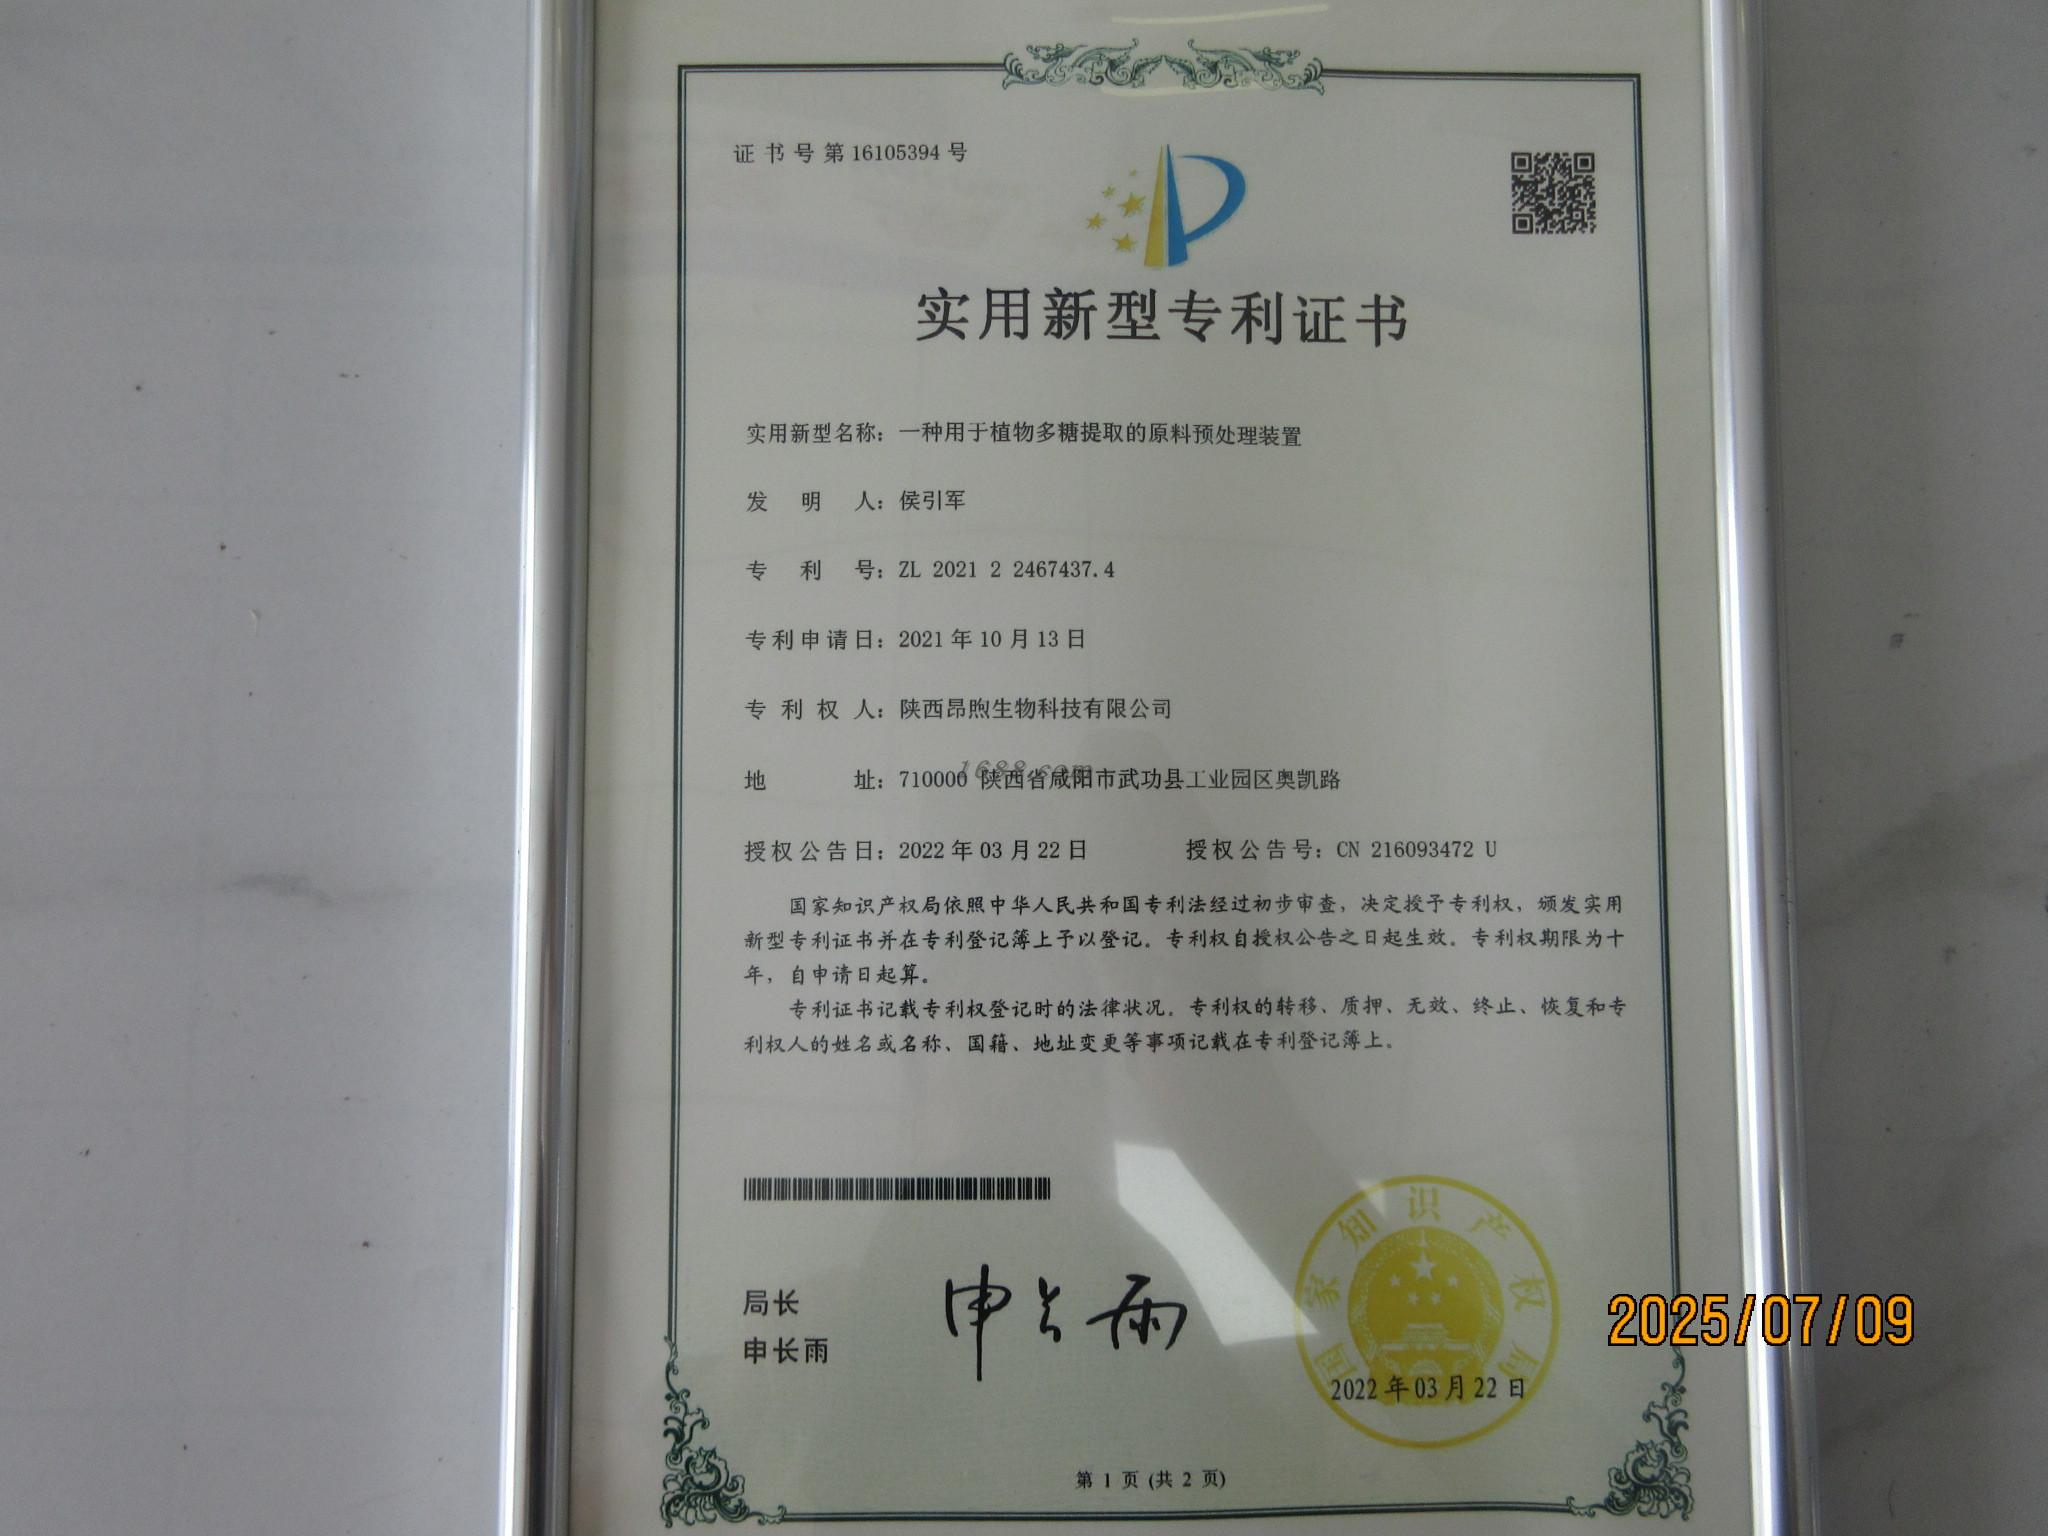 证书号第16105394号
实用新型专利证书
实用新型名称：一种用于植物多糖提取的原料预处理装置
发明人：侯引军
专利号：ZL 2021 2 2467437.4
专利申请日：2021年10月13日
专利权人：陕西昂煦生物科技有限公司
地址：710000 陕西省咸阳市武功县工业园区奥凯路
1688.com
授权公告日：2022年03月22日 授权公告号：CN 216093472 U
国家知识产权局依照中华人民共和国专利法经过初步审查，决定授予专利权，颁发实用
新型专利证书并在专利登记簿上予以登记。专利权自授权公告之日起生效。专利权期限为十
年，自申请日起算。
专利证书记载专利权登记时的法律状况。专利权的转移、质押、无效、终止、恢复和专
利权人的姓名或名称、国籍、地址变更等事项记载在专利登记簿上。
局长
申长雨
申长雨
国家知识产权局
2022年03月22日
2025/07/09
第 1 页 (共 2 页)